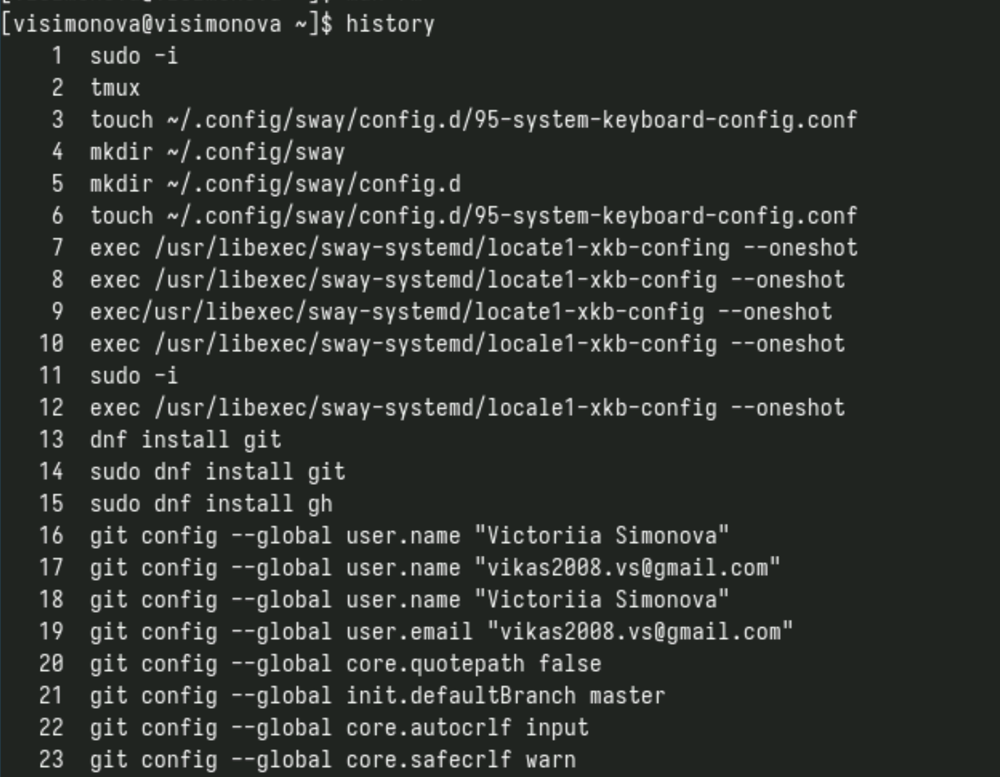 [visimonova@visimonova ~]$ history
1 sudo -i
2 tmux
3 touch ~/.config/sway/config.d/95-system-keyboard-config.conf
4 mkdir ~/.config/sway
5 mkdir ~/.config/sway/config.d
6 touch ~/.config/sway/config.d/95-system-keyboard-config.conf
7 exec /usr/libexec/sway-systemd/locate1-xkb-confing --oneshot
8 exec /usr/libexec/sway-systemd/locate1-xkb-config --oneshot
9 exec/usr/libexec/sway-systemd/locate1-xkb-config --oneshot
10 exec /usr/libexec/sway-systemd/locale1-xkb-config --oneshot
11 sudo -i
12 exec /usr/libexec/sway-systemd/locale1-xkb-config --oneshot
13 dnf install git
14 sudo dnf install git
15 sudo dnf install gh
16 git config --global user.name "Victoriia Simonova"
17 git config --global user.name "vikas2008.vs@gmail.com"
18 git config --global user.name "Victoriia Simonova"
19 git config --global user.email "vikas2008.vs@gmail.com"
20 git config --global core.quotepath false
21 git config --global init.defaultBranch master
22 git config --global core.autocrlf input
23 git config --global core.safecrlf warn